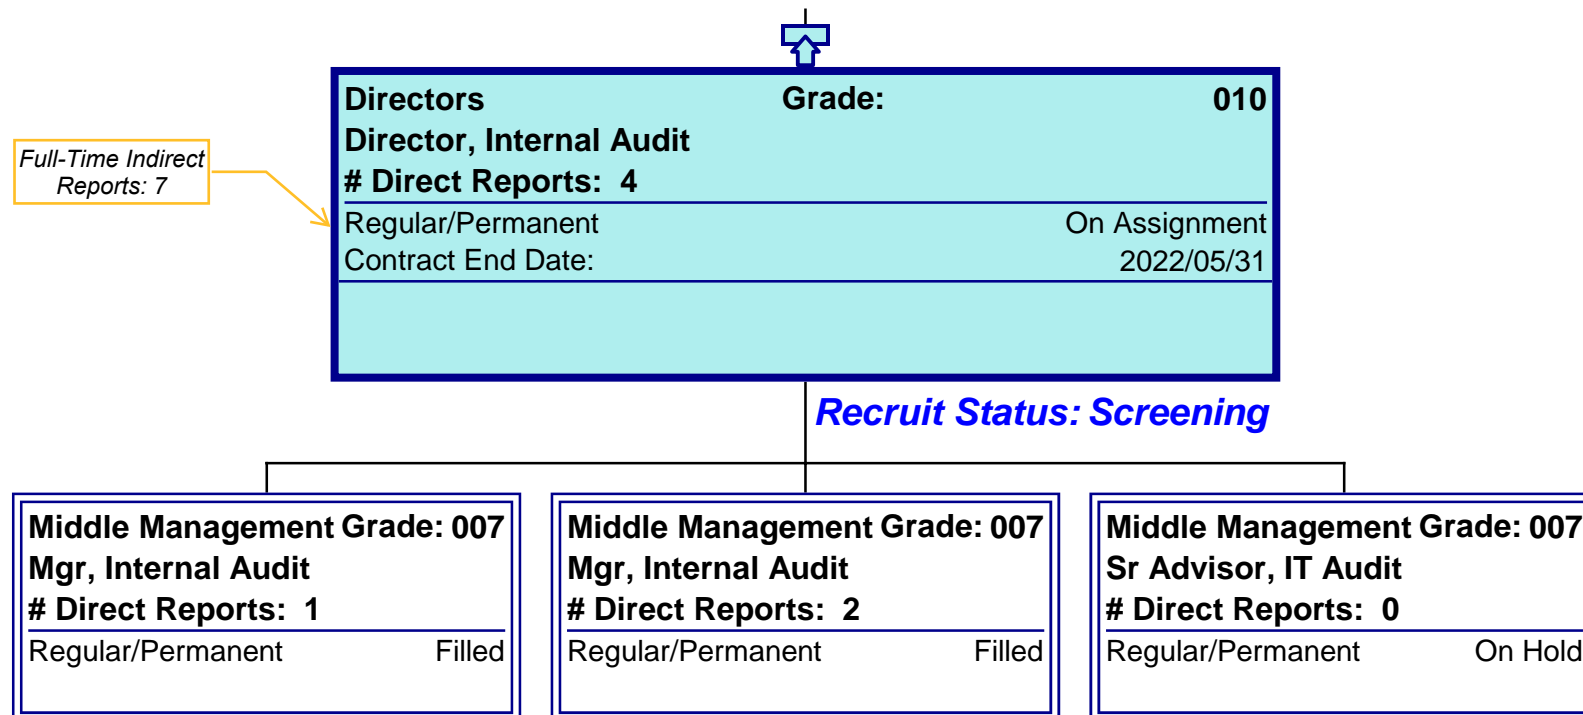 Directors Grade: 010
Director, Internal Audit
# Direct Reports: 4
Full-Time Indirect
Reports: 7
Regular/Permanent On Assignment
Contract End Date: 2022/05/31
Recruit Status: Screening
Middle Management Grade: 007
Mgr, Internal Audit
# Direct Reports: 1
Regular/Permanent Filled
Middle Management Grade: 007
Mgr, Internal Audit
# Direct Reports: 2
Regular/Permanent Filled
Middle Management Grade: 007
Sr Advisor, IT Audit
# Direct Reports: 0
Regular/Permanent On Hold